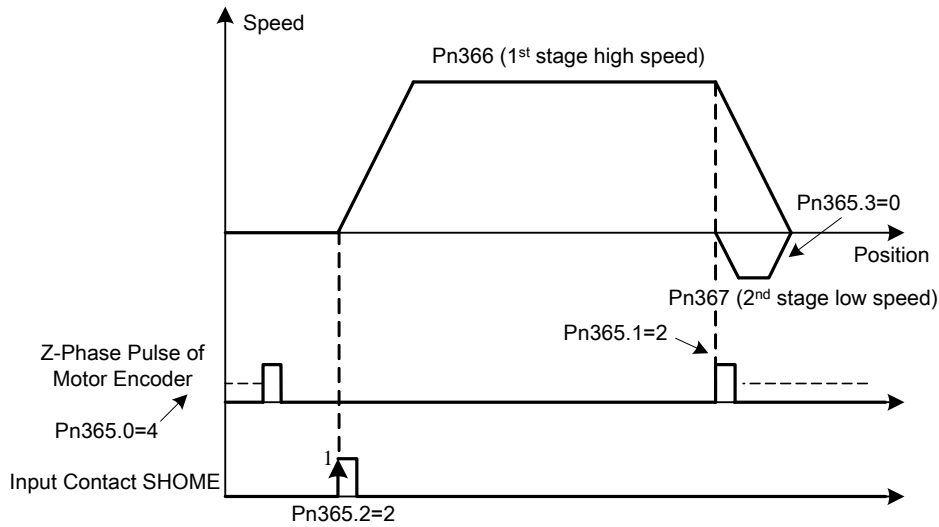 Speed
Pn366 (1st stage high speed)
Pn365.3=0
Position
Pn367 (2nd stage low speed)
Pn365.1=2
Z-Phase Pulse of
Motor Encoder
Pn365.0=4
1
Input Contact SHOME
Pn365.2=2